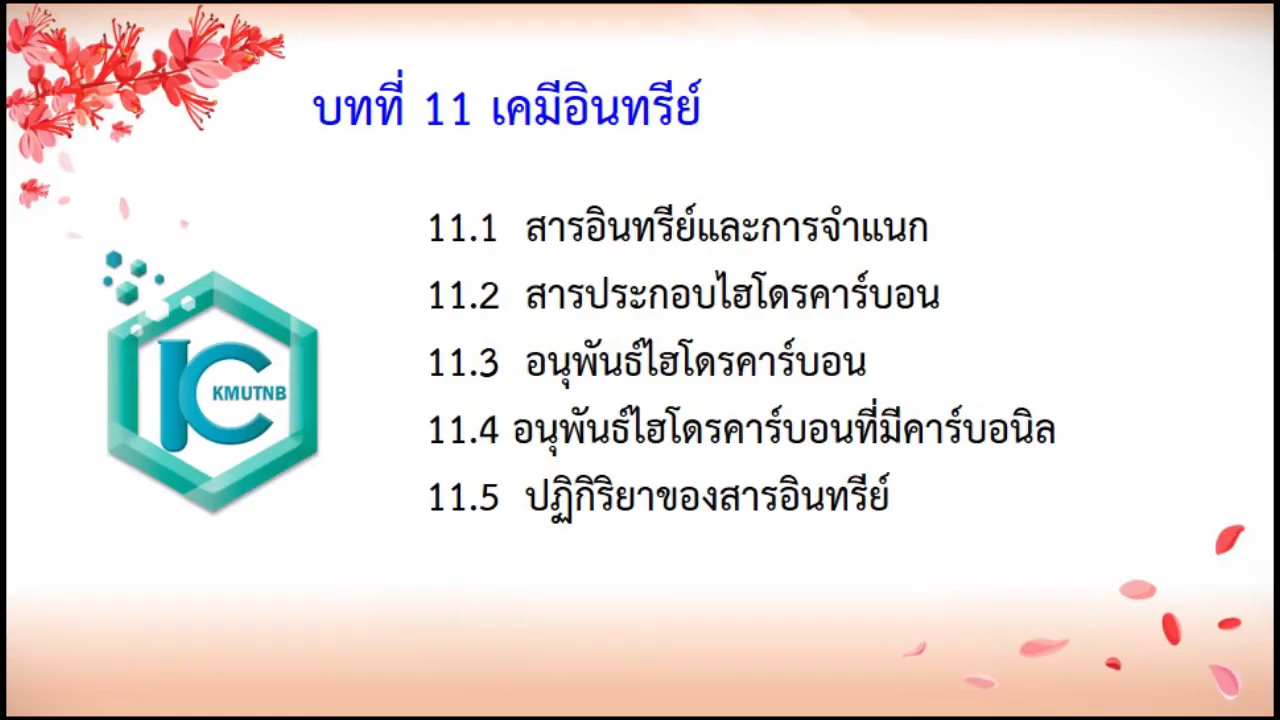 บทที่ 11 เคมีอินทรีย์
11.1 สารอินทรีย์และการจำแนก
11.2 สารประกอบไฮโดรคาร์บอน
11.3 อนุพันธ์ไฮโดรคาร์บอน
11.4 อนุพันธ์ไฮโดรคาร์บอนที่มีคาร์บอนิล
11.5 ปฏิกิริยาของสารอินทรีย์
IC KMUTNB